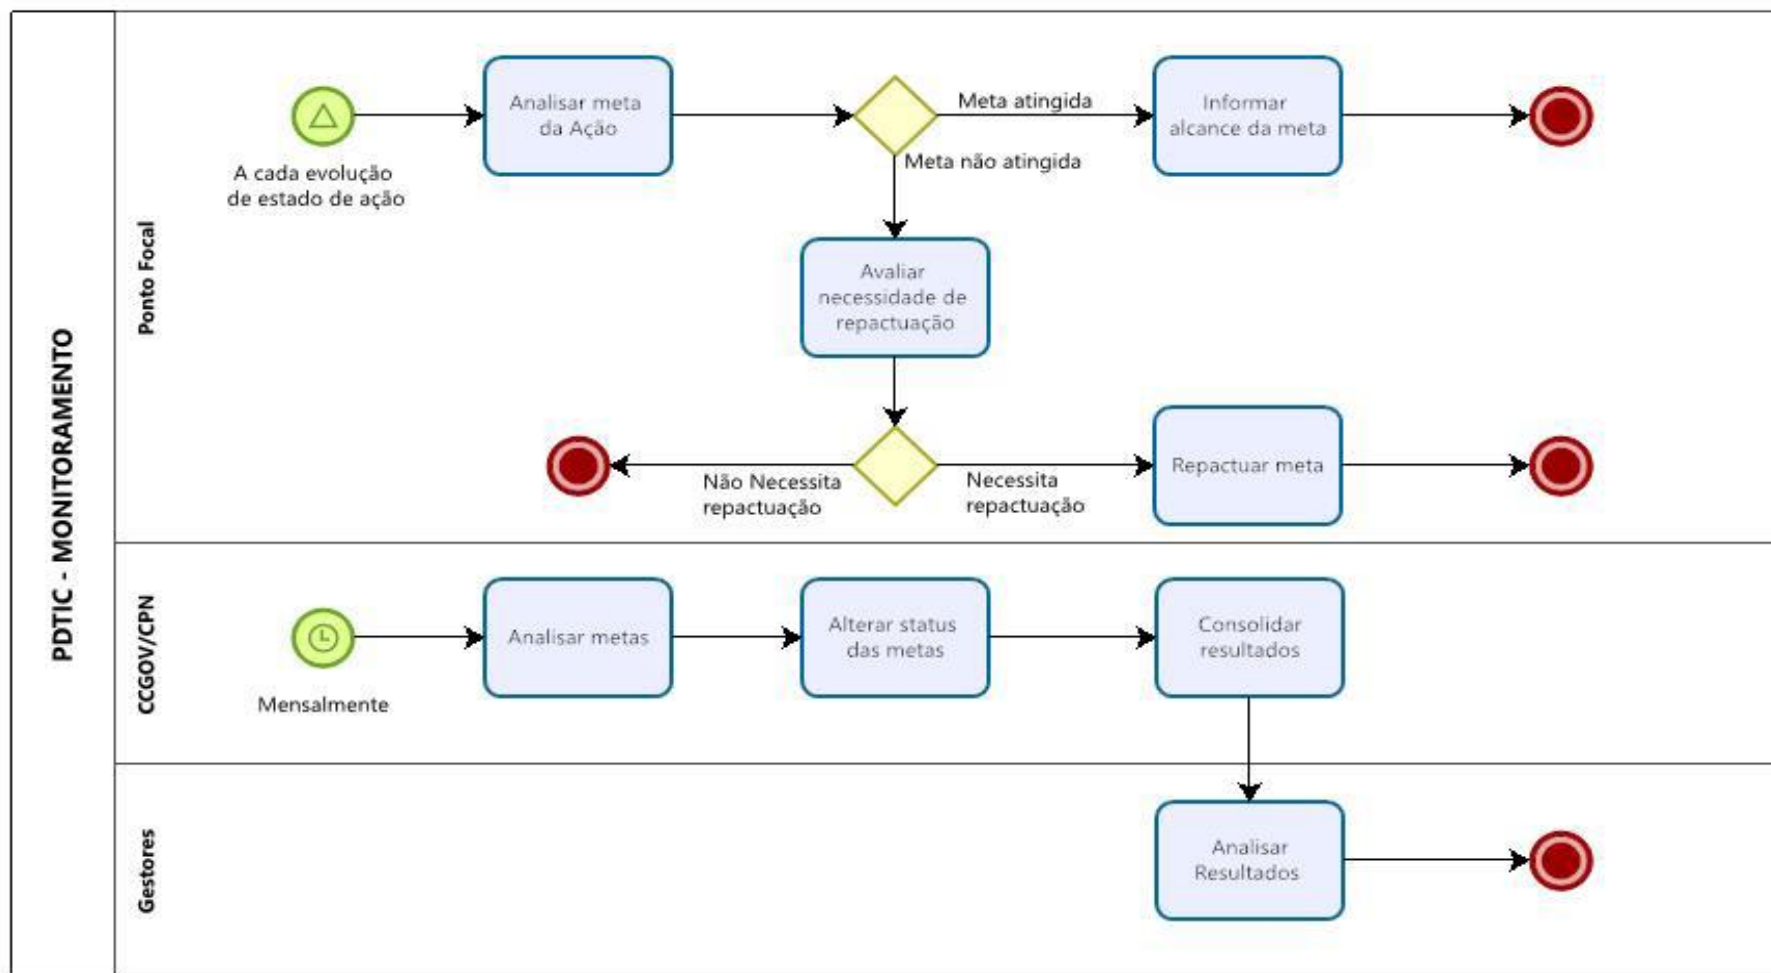 PDTIC - MONITORAMENTO
Ponto Focal
A cada evolução
de estado de ação
Analisar meta
da Ação
Meta atingida
Meta não atingida
Informar
alcance da meta
Avaliar
necessidade de
repactuação
Não Necessita
repactuação
Necessita
repactuação
Repactuar meta
CCGOV/CPN
Mensalmente
Analisar metas
Alterar status
das metas
Consolidar
resultados
Gestores
Analisar
Resultados